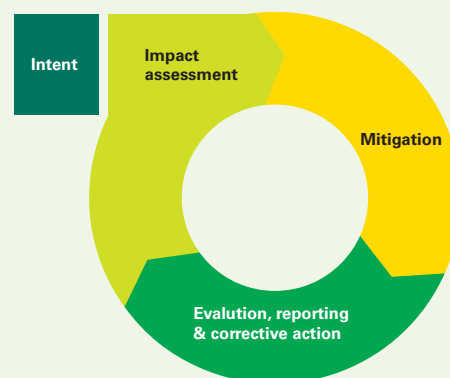 Intent
Impact
assessment
Mitigation
Evalution, reporting
& corrective action